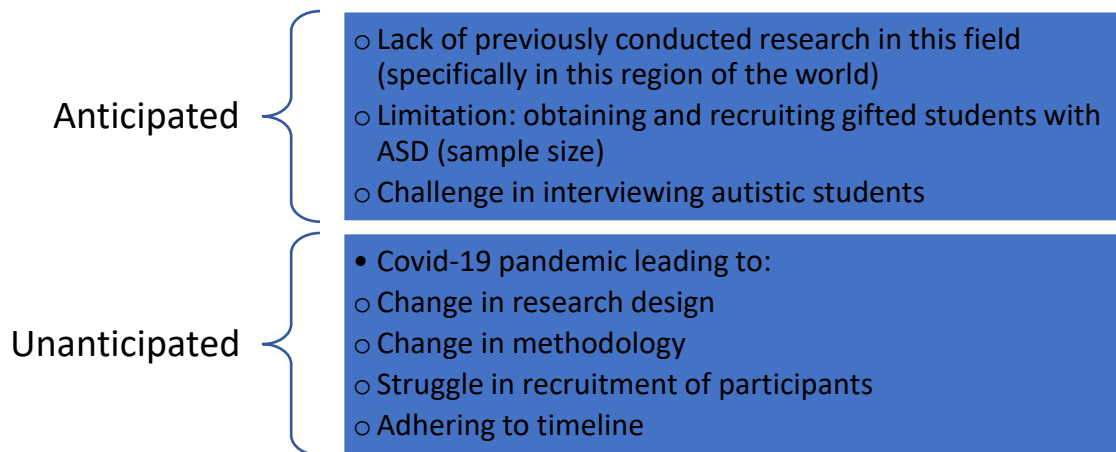 Anticipated
o Lack of previously conducted research in this field
(specifically in this region of the world)
o Limitation: obtaining and recruiting gifted students with
ASD (sample size)
o Challenge in interviewing autistic students
Unanticipated
• Covid-19 pandemic leading to:
o Change in research design
o Change in methodology
o Struggle in recruitment of participants
o Adhering to timeline